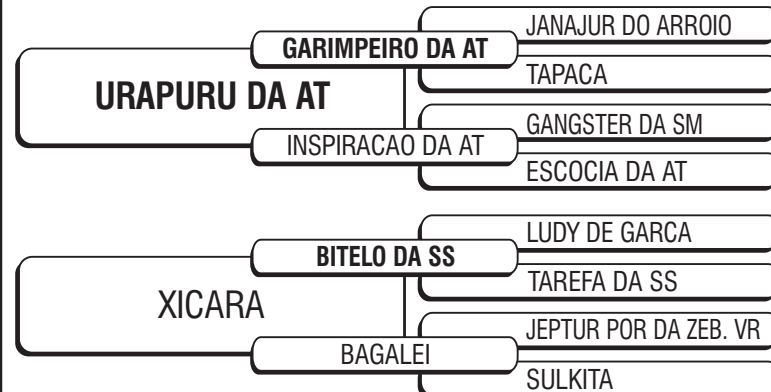 JANAJUR DO ARROIO
GARIMPEIRO DA AT
TAPACA
URAPURU DA AT
GANGSTER DA SM
INSPIRACAO DA AT
ESCOCIA DA AT
LUDY DE GARCA
BITELO DA SS
TAREFA DA SS
XICARA
JEPTUR POR DA ZEB. VR
BAGALEI
SULKITA